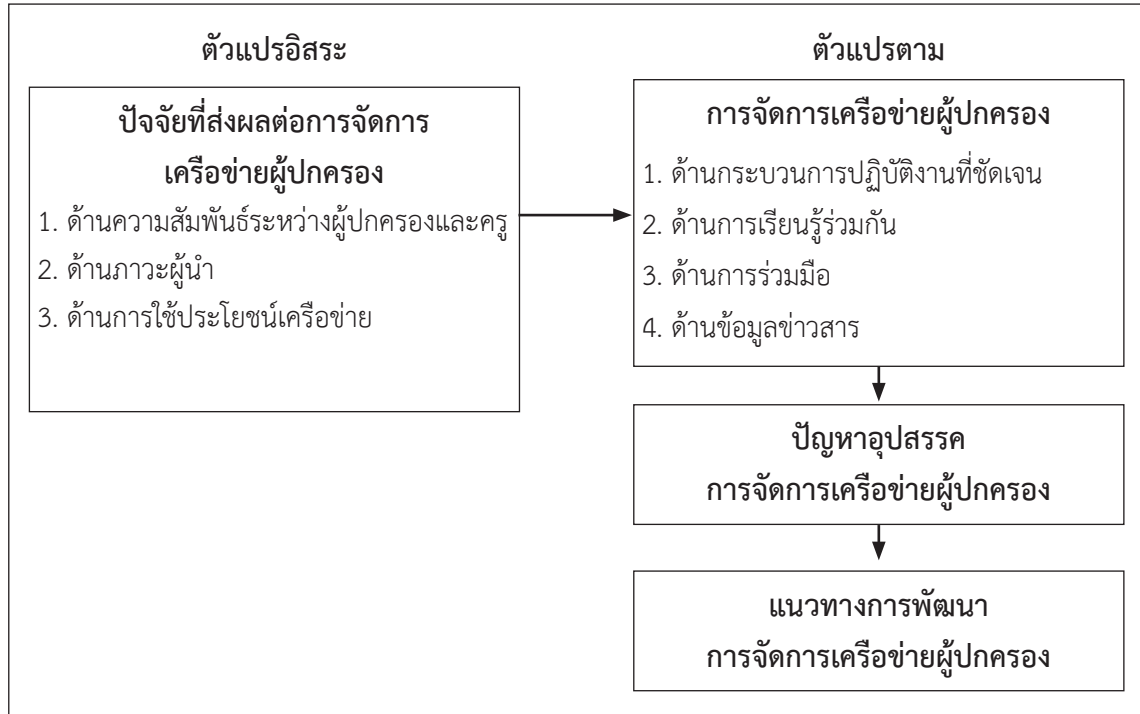 ตัวแปรอิสระ
ปัจจัยที่ส่งผลต่อการจัดการ
เครือข่ายผู้ปกครอง
1. ด้านความสัมพันธ์ระหว่างผู้ปกครองและครู
2. ด้านภาวะผู้นำ
3. ด้านการใช้ประโยชน์เครือข่าย
ตัวแปรตาม
การจัดการเครือข่ายผู้ปกครอง
1. ด้านกระบวนการปฏิบัติงานที่ชัดเจน
2. ด้านการเรียนรู้ร่วมกัน
3. ด้านการร่วมมือ
4. ด้านข้อมูลข่าวสาร
ปัญหาอุปสรรค
การจัดการเครือข่ายผู้ปกครอง
แนวทางการพัฒนา
การจัดการเครือข่ายผู้ปกครอง